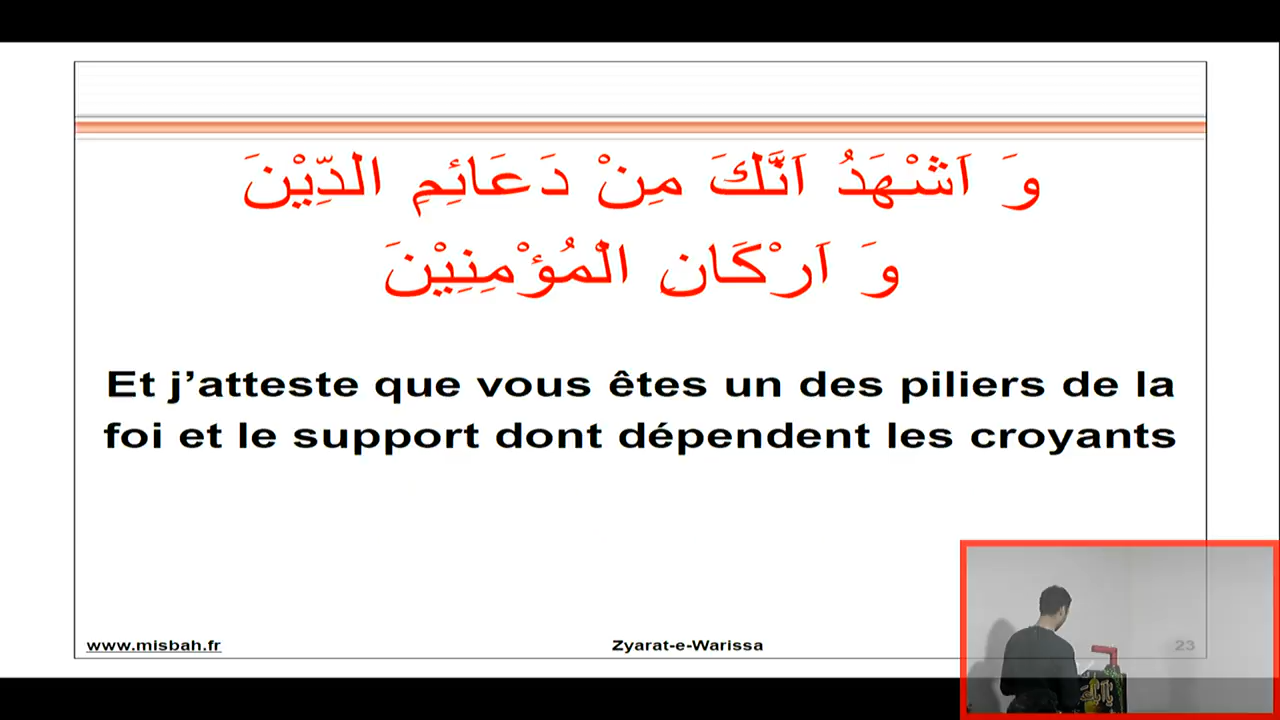 وَ اَشْهَدُ اَنَّكَ مِنْ دَعَائِمِ الدِّيْنَ
وَ اَرْكَانِ الْمُؤْمِنِيْنَ
Et j’atteste que vous êtes un des piliers de la
foi et le support dont dépendent les croyants
www.misbah.fr
Zyarat-e-Warissa
23